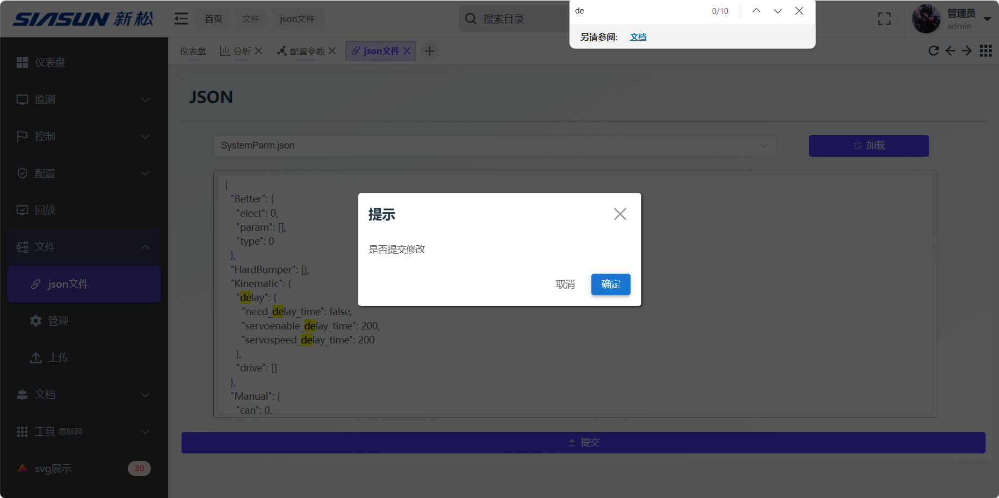 SIASUN 新松
首页
文件
json文件
搜索目录
de
0/10
另请参阅:
文档
管理员
admin
仪表盘
分析
配置参数
json文件
仪表盘
监测
控制
配置
回放
文件
json文件
管理
上传
文档
工具 需联网
svg展示
20
JSON
SystemParm.json
加载
{
"Better": {
"elect": 0,
"param": [],
"type": 0
},
"HardBumper": [],
"Kinematic": {
"delay": {
"need_delay_time": false,
"servoenable_delay_time": 200,
"servospeed_delay_time": 200
},
"drive": []
},
"Manual": {
"can": 0,
提示
是否提交修改
取消
确定
提交